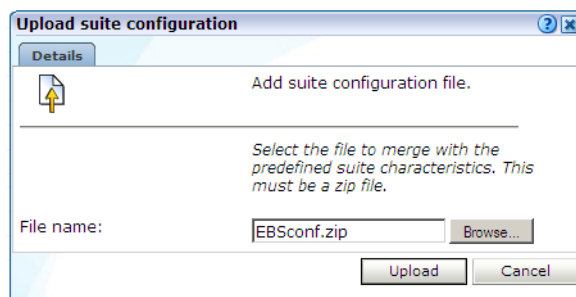 Upload suite configuration
Details
Add suite configuration file.
Select the file to merge with the
predefined suite characteristics. This
must be a zip file.
File name:
EBSconf.zip
Browse...
Upload
Cancel